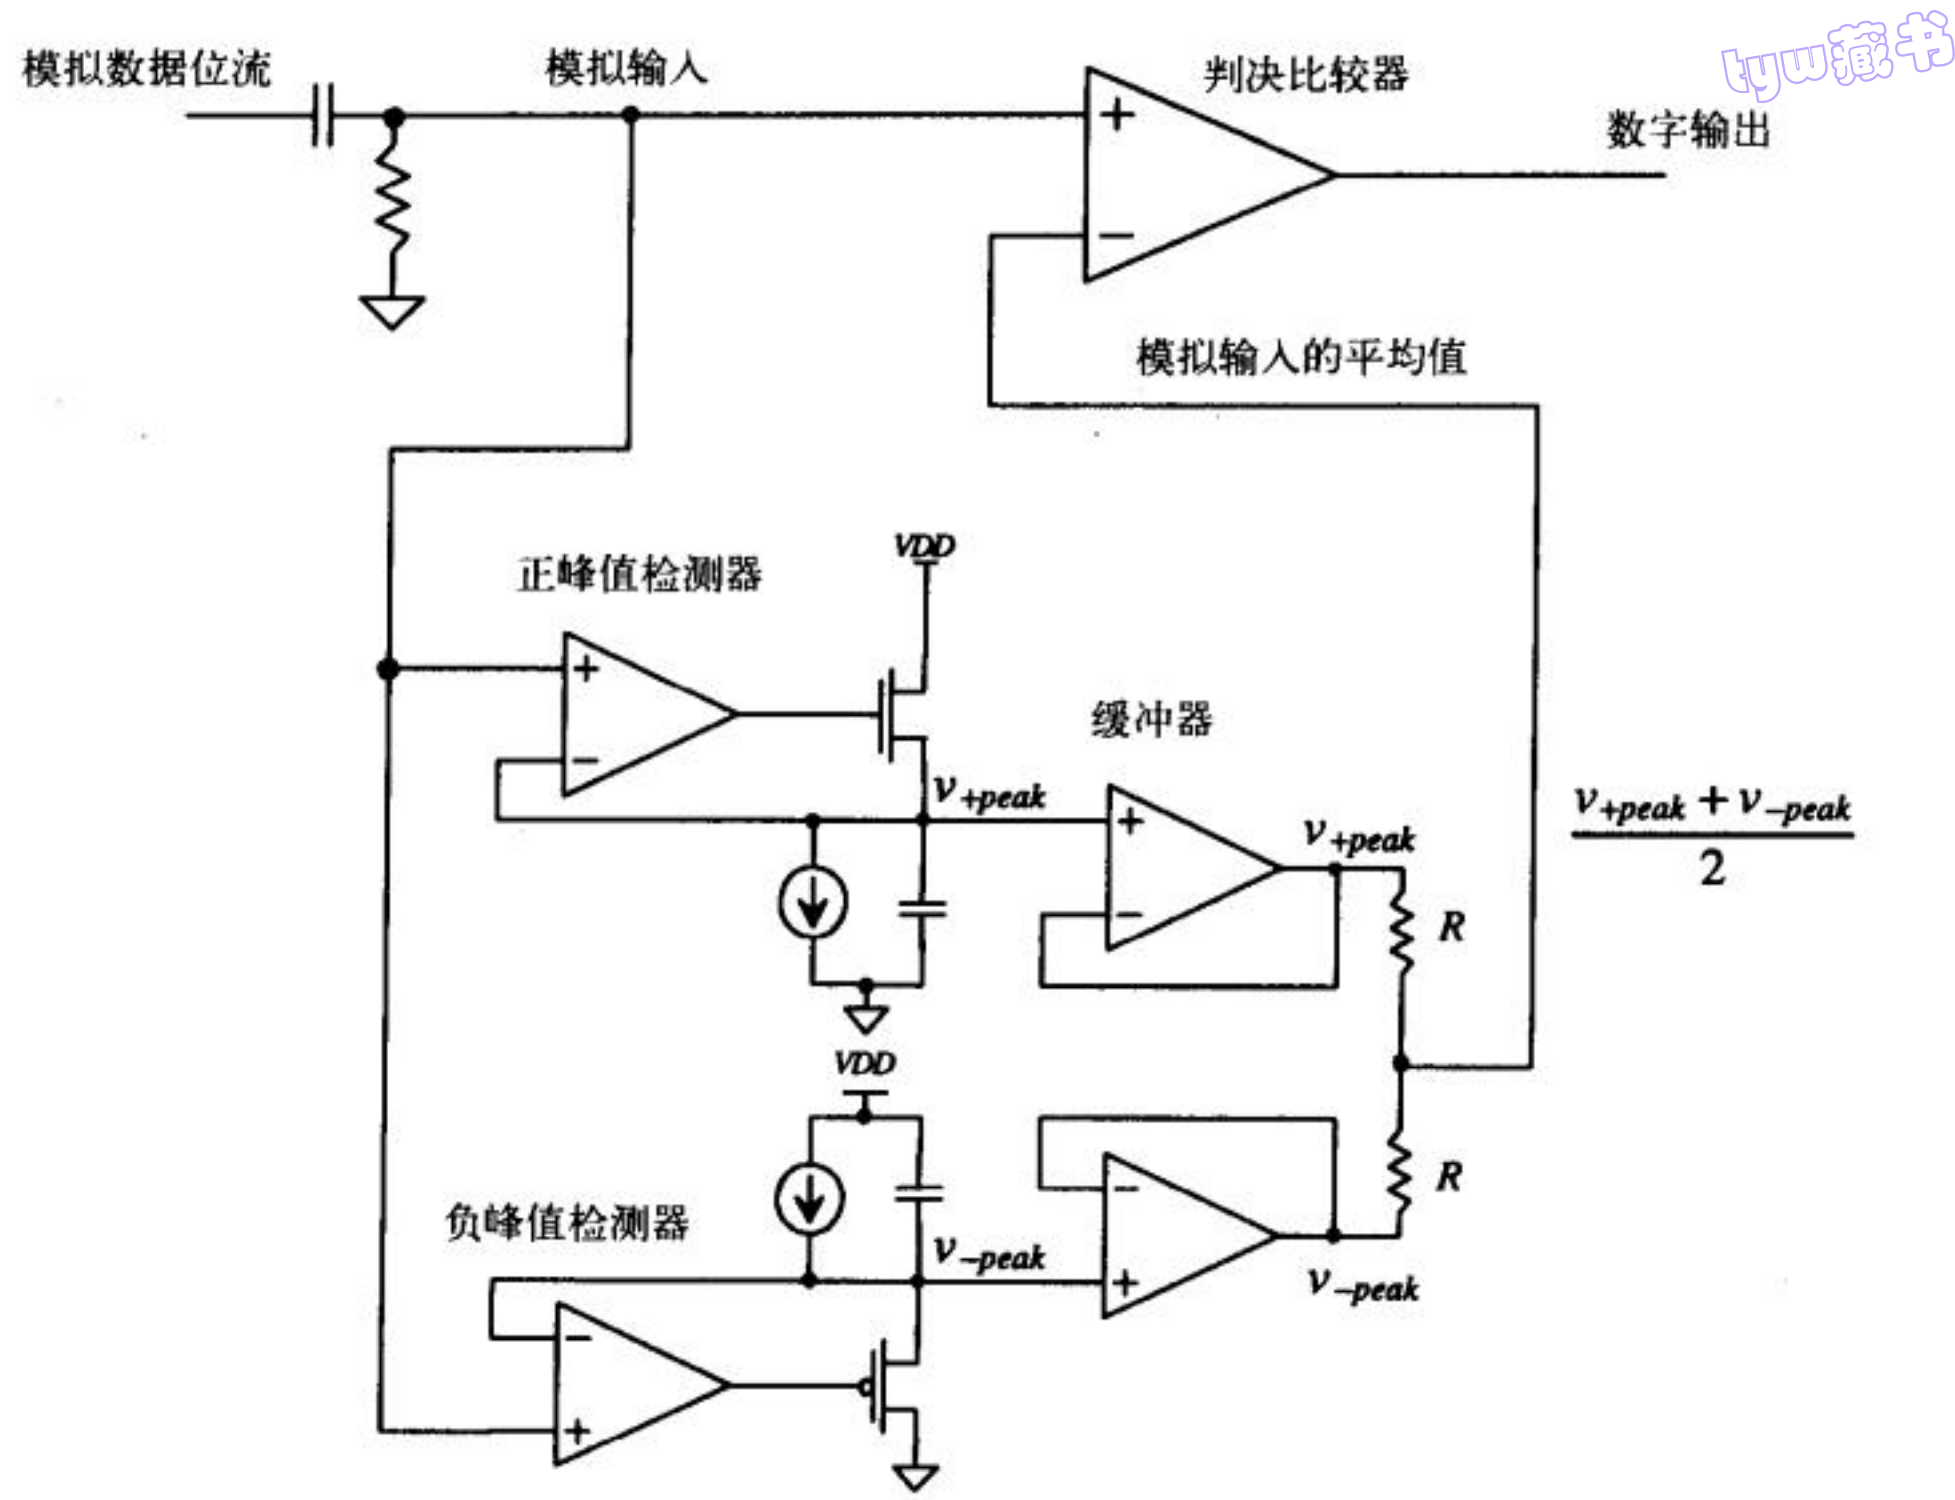 tyw藏书
模拟数据位流
模拟输入
判决比较器
数字输出
+
−
模拟输入的平均值
VDD
正峰值检测器
+
−
缓冲器
v+peak
+
−
v+peak
v+peak + v−peak
2
R
VDD
负峰值检测器
v−peak
−
+
R
v−peak
−
+